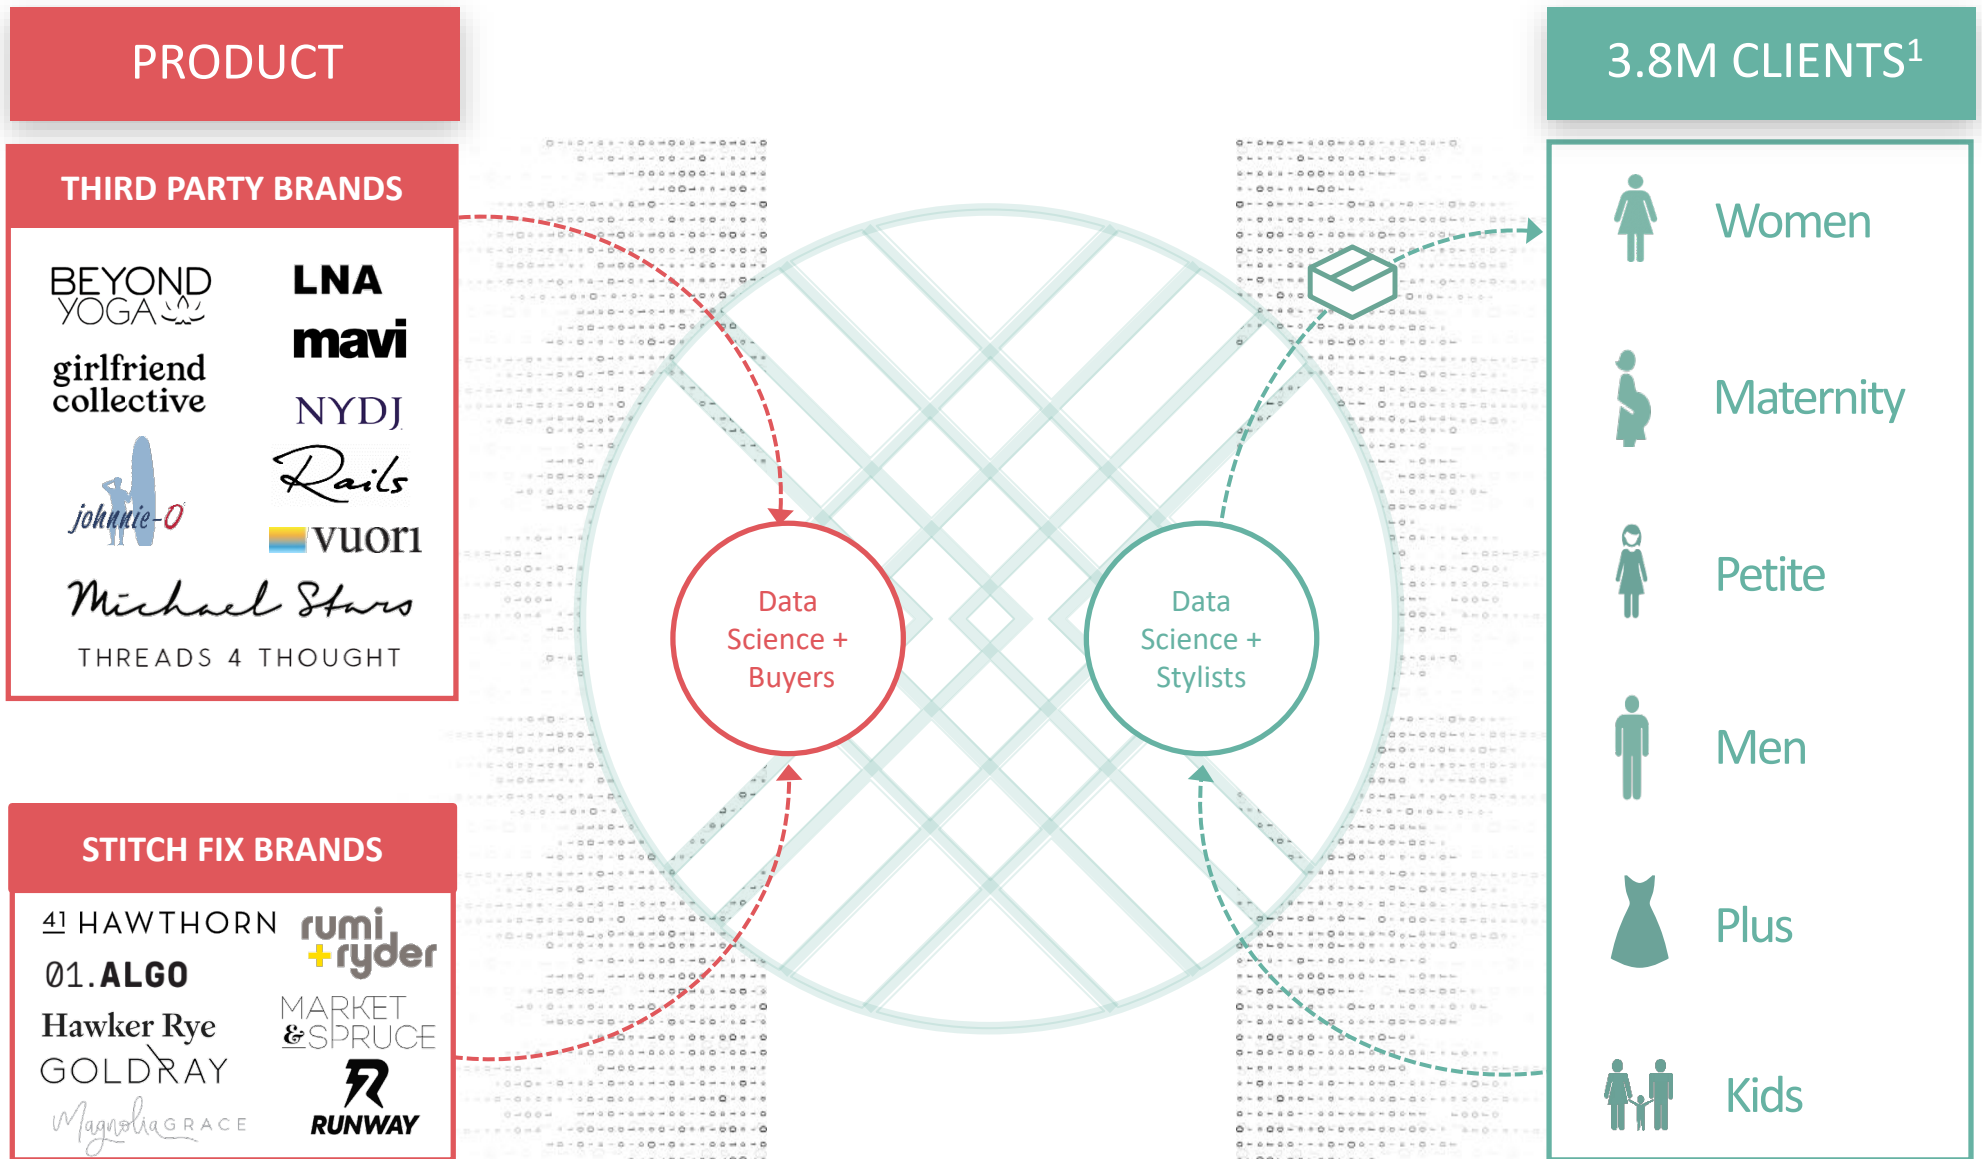 PRODUCT
THIRD PARTY BRANDS
BEYOND
YOGA
LNA
mavi
girlfriend
collective
NYDJ
Rails
johnnie-O
vuori
Michael Stars
THREADS 4 THOUGHT
STITCH FIX BRANDS
41 HAWTHORN
rumi
+ryder
01.ALGO
Hawker Rye
MARKET
&SPRUCE
GOLDRAY
MagnoliaGRACE
RUNWAY
Data
Science +
Buyers
Data
Science +
Stylists
3.8M CLIENTS¹
Women
Maternity
Petite
Men
Plus
Kids